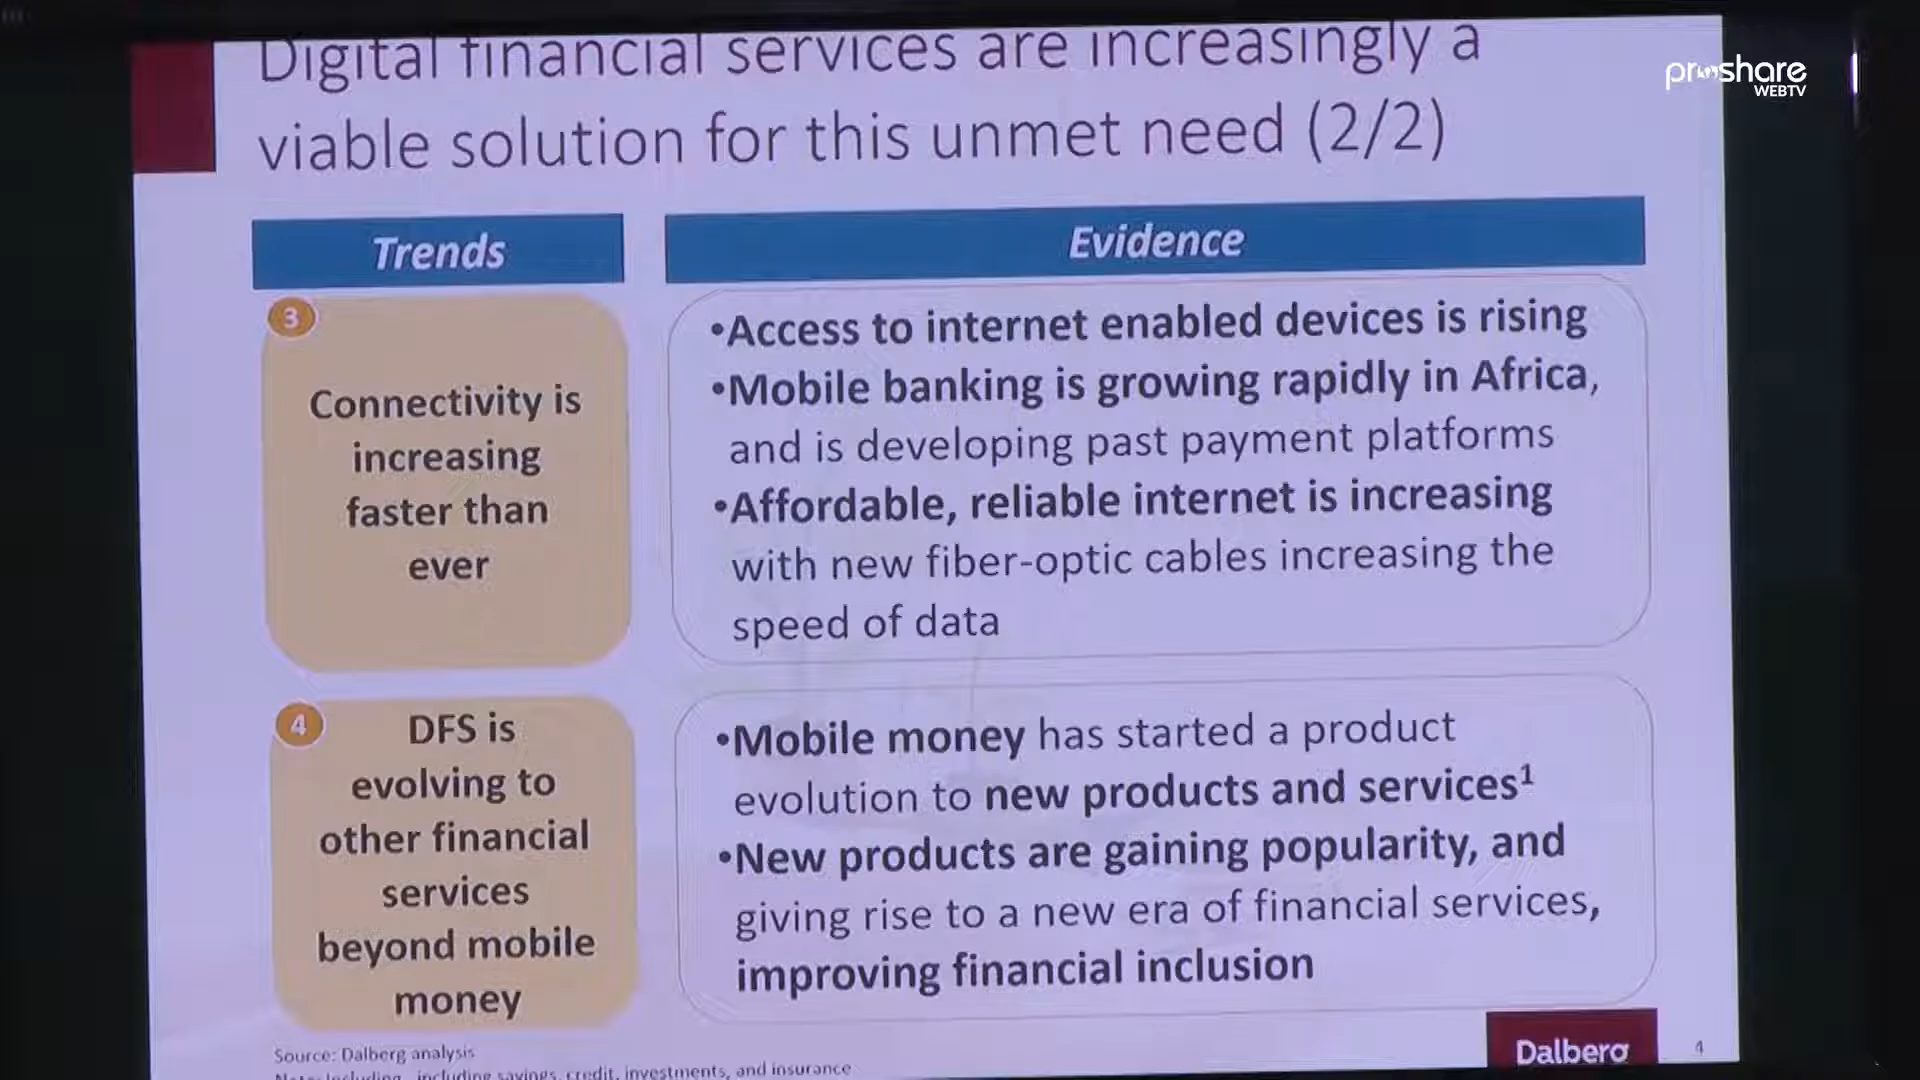 Digital financial services are increasingly a
viable solution for this unmet need (2/2)
proshare
WEBTV
Trends
Evidence
3
Connectivity is
increasing
faster than
ever
•Access to internet enabled devices is rising
•Mobile banking is growing rapidly in Africa,
and is developing past payment platforms
•Affordable, reliable internet is increasing
with new fiber-optic cables increasing the
speed of data
4
DFS is
evolving to
other financial
services
beyond mobile
money
•Mobile money has started a product
evolution to new products and services¹
•New products are gaining popularity, and
giving rise to a new era of financial services,
improving financial inclusion
Source: Dalberg analysis
Note: Including , including savings, credit, investments, and insurance
Dalberg
4